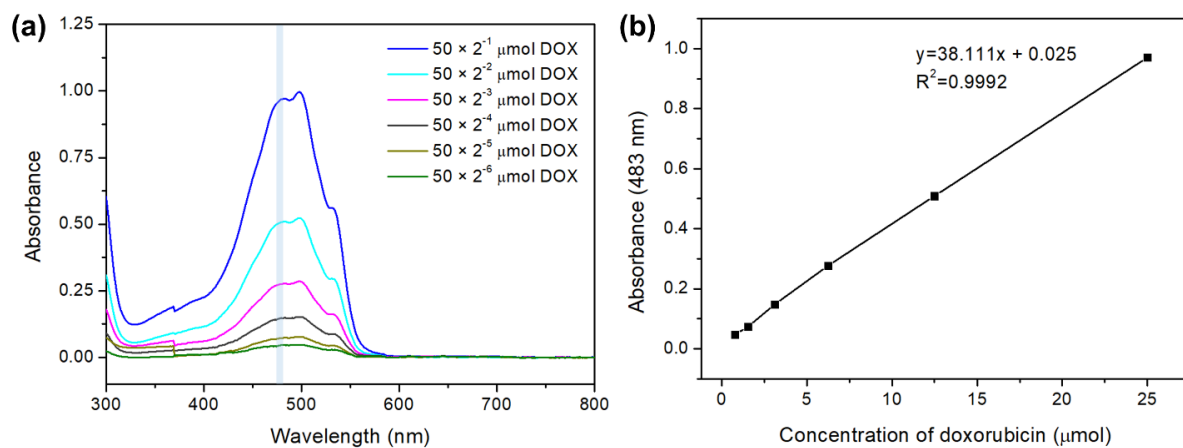 (a)
1.25
1.00
0.75
0.50
0.25
0.00
300
400
500
600
700
800
Absorbance
Wavelength (nm)
50 × 2⁻¹ μmol DOX
50 × 2⁻² μmol DOX
50 × 2⁻³ μmol DOX
50 × 2⁻⁴ μmol DOX
50 × 2⁻⁵ μmol DOX
50 × 2⁻⁶ μmol DOX
(b)
1.0
0.8
0.6
0.4
0.2
0.0
0
5
10
15
20
25
Absorbance (483 nm)
Concentration of doxorubicin (μmol)
y=38.111x + 0.025
R²=0.9992